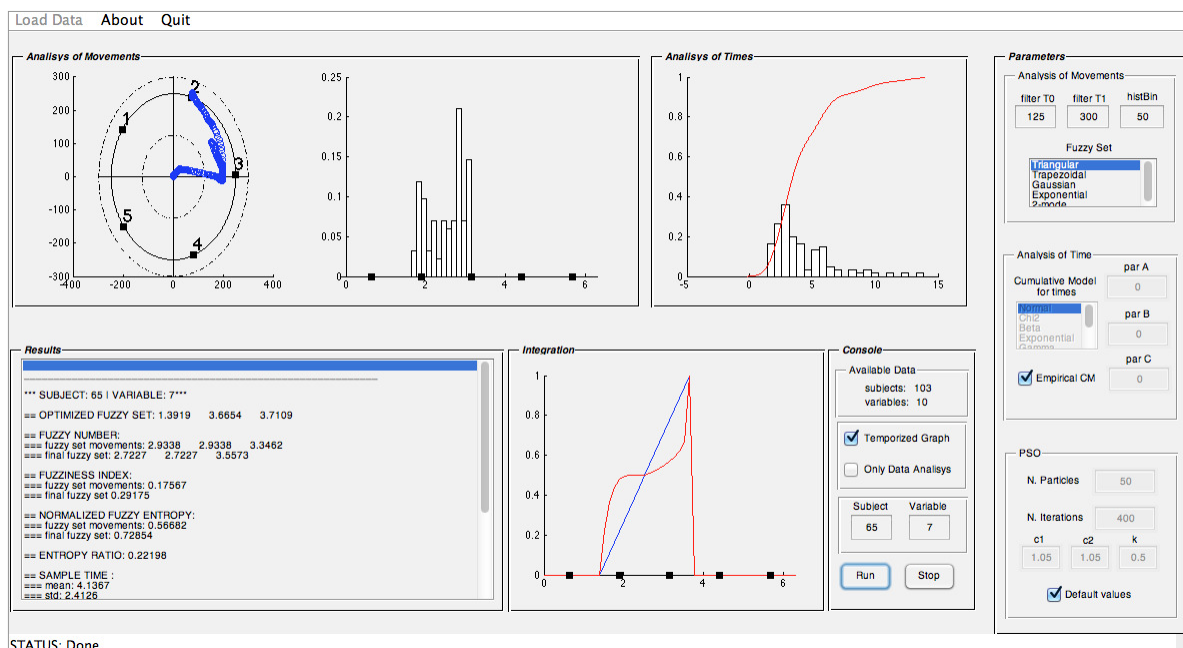 Load Data About Quit
Analisys of Movements
300
200
100
0
-100
-200
-300
-400 -200 0 200 400
1
2
3
4
5
0.25
0.15
0.05
2 4 6
Analisys of Times
1
0.8
0.6
0.4
0.2
0
-5 0 5 10 15
Parameters
Analysis of Movements
filter T0 filter T1 histBin
125 300 50
Fuzzy Set
Triangular
Trapezoidal
Gaussian
Exponential
2-mode
Analysis of Time
Cumulative Model
for times
Normal
Chi2
Beta
Exponential
Gamma
par A
0
par B
0
par C
0
Empirical CM
PSO
N. Particles 50
N. Iterations 400
c1 c2 k
1.05 1.05 0.5
Default values
Results
*** SUBJECT: 65 | VARIABLE: 7***
== OPTIMIZED FUZZY SET: 1.3919 3.6654 3.7109
== FUZZY NUMBER:
=== fuzzy set movements: 2.9338 2.9338 3.3462
=== final fuzzy set: 2.7227 2.7227 3.5573
== FUZZINESS INDEX:
=== fuzzy set movements: 0.17567
=== final fuzzy set 0.29175
== NORMALIZED FUZZY ENTROPY:
=== fuzzy set movements: 0.56682
=== final fuzzy set: 0.72854
== ENTROPY RATIO: 0.22198
== SAMPLE TIME :
=== mean: 4.1367
=== std: 2.4126
Integration
1
0.8
0.6
0.4
0.2
0
0 2 4 6
Console
Available Data
subjects: 103
variables: 10
Temporized Graph
Only Data Analisys
Subject Variable
65 7
Run Stop
STATUS: Done